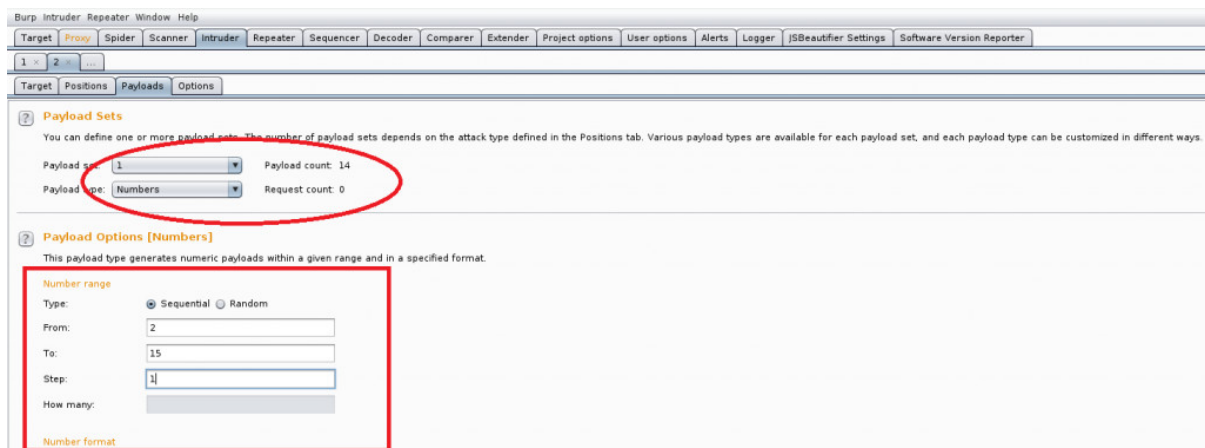 Burp Intruder Repeater Window Help
Target Proxy Spider Scanner Intruder Repeater Sequencer Decoder Comparer Extender Project options User options Alerts Logger JSBeautifier Settings Software Version Reporter
1 × 2 × ...
Target Positions Payloads Options
? Payload Sets
You can define one or more payload sets. The number of payload sets depends on the attack type defined in the Positions tab. Various payload types are available for each payload set, and each payload type can be customized in different ways.
Payload set: 1 Payload count: 14
Payload type: Numbers Request count: 0
? Payload Options [Numbers]
This payload type generates numeric payloads within a given range and in a specified format.
Number range
Type: Sequential Random
From: 2
To: 15
Step: 1
How many:
Number format